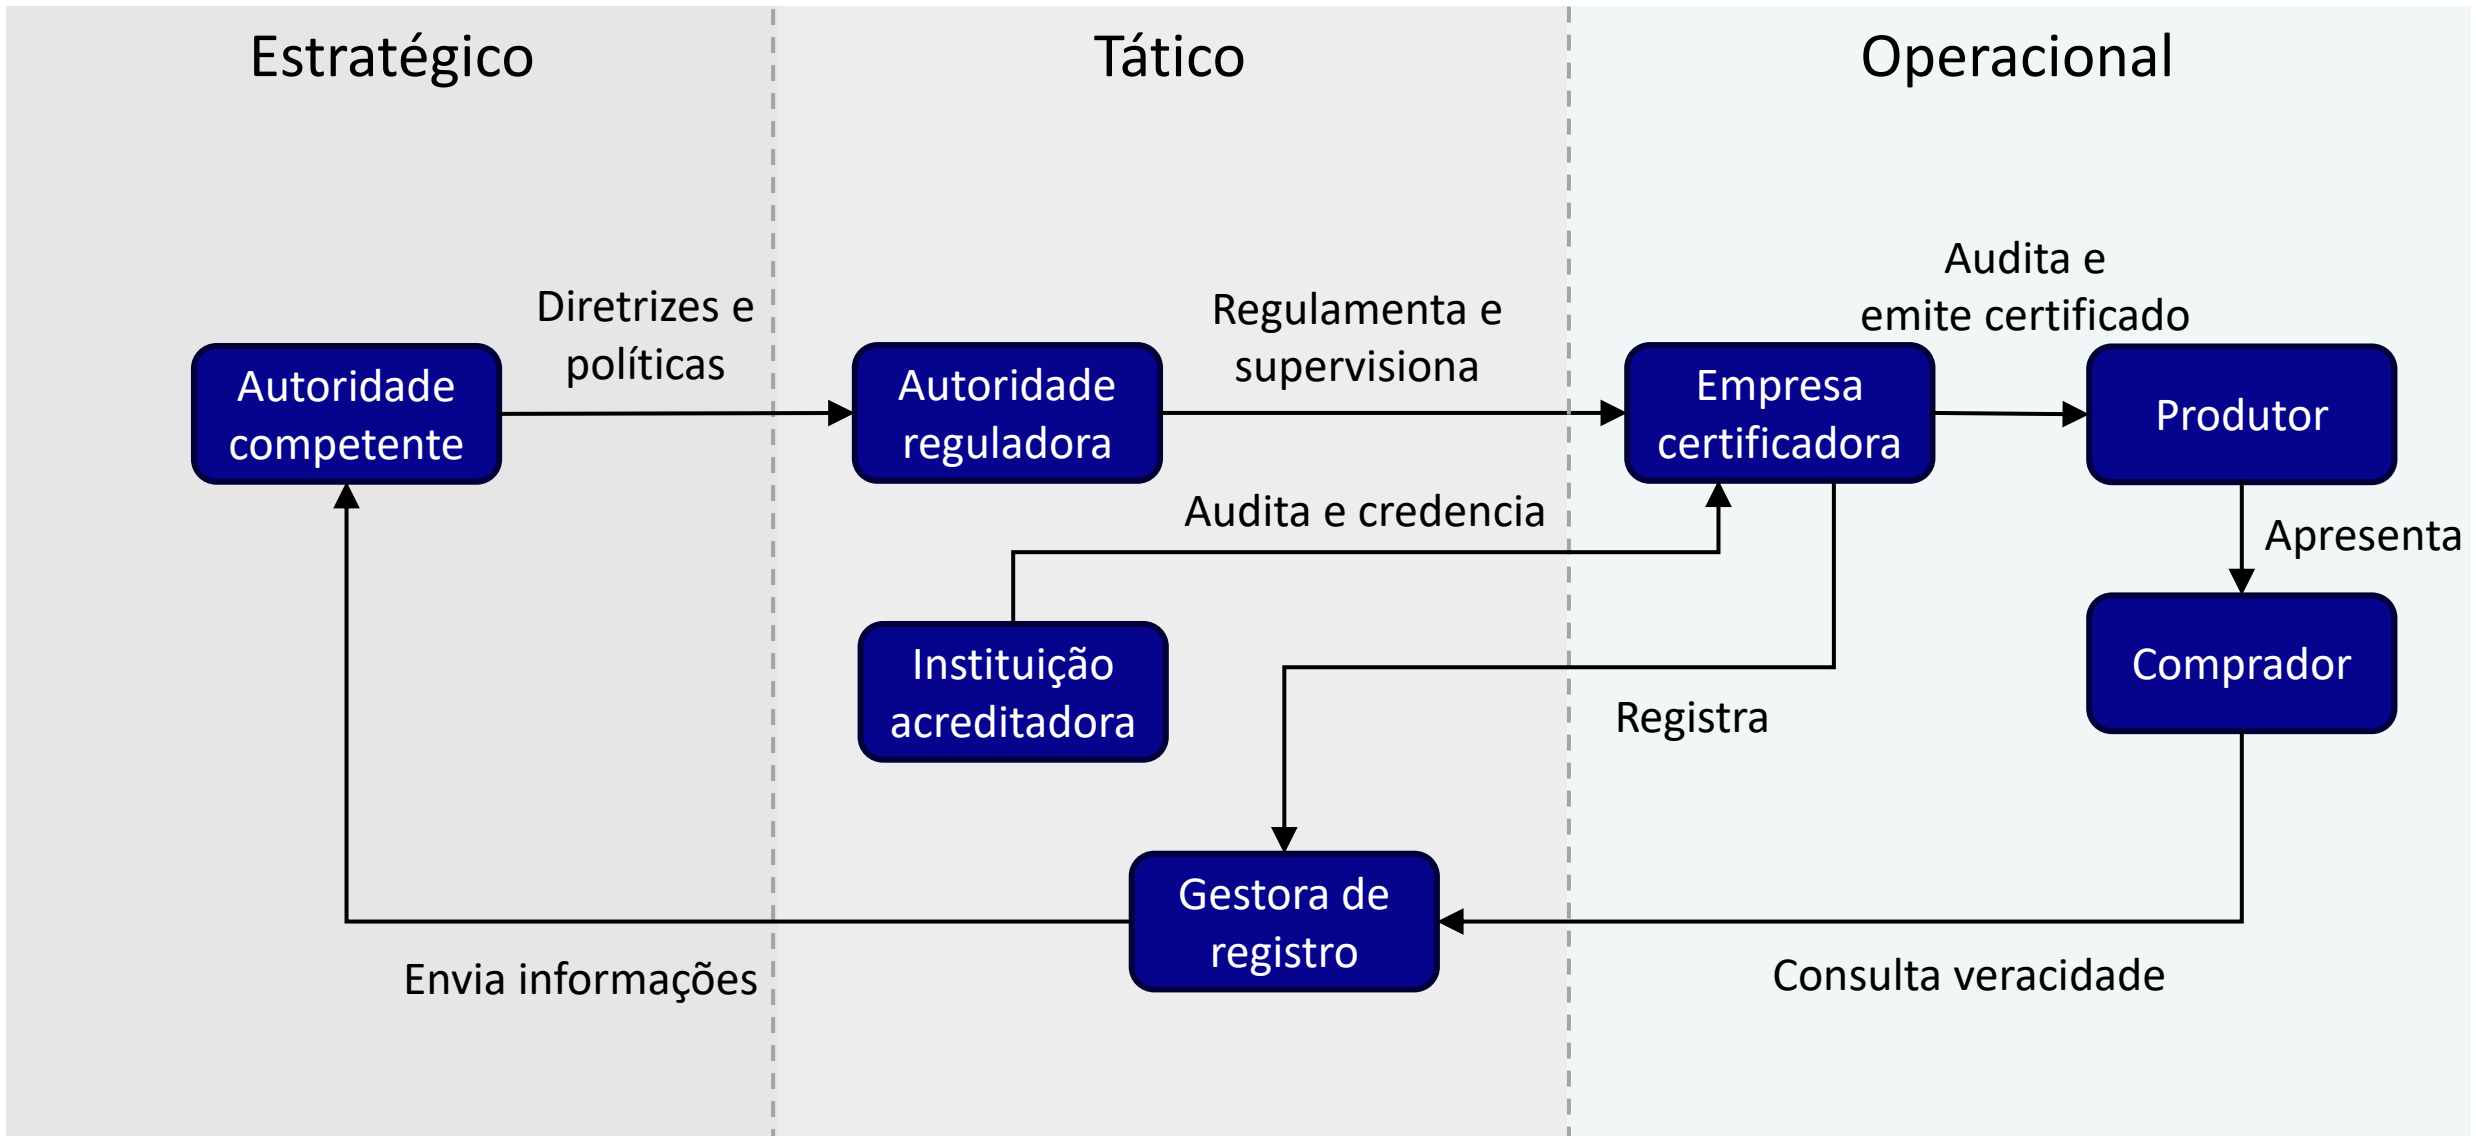 Estratégico
Tático
Operacional
Diretrizes e
políticas
Regulamenta e
supervisiona
Audita e
emite certificado
Autoridade
competente
Autoridade
reguladora
Empresa
certificadora
Produtor
Audita e credencia
Apresenta
Instituição
acreditadora
Comprador
Registra
Gestora de
registro
Envia informações
Consulta veracidade